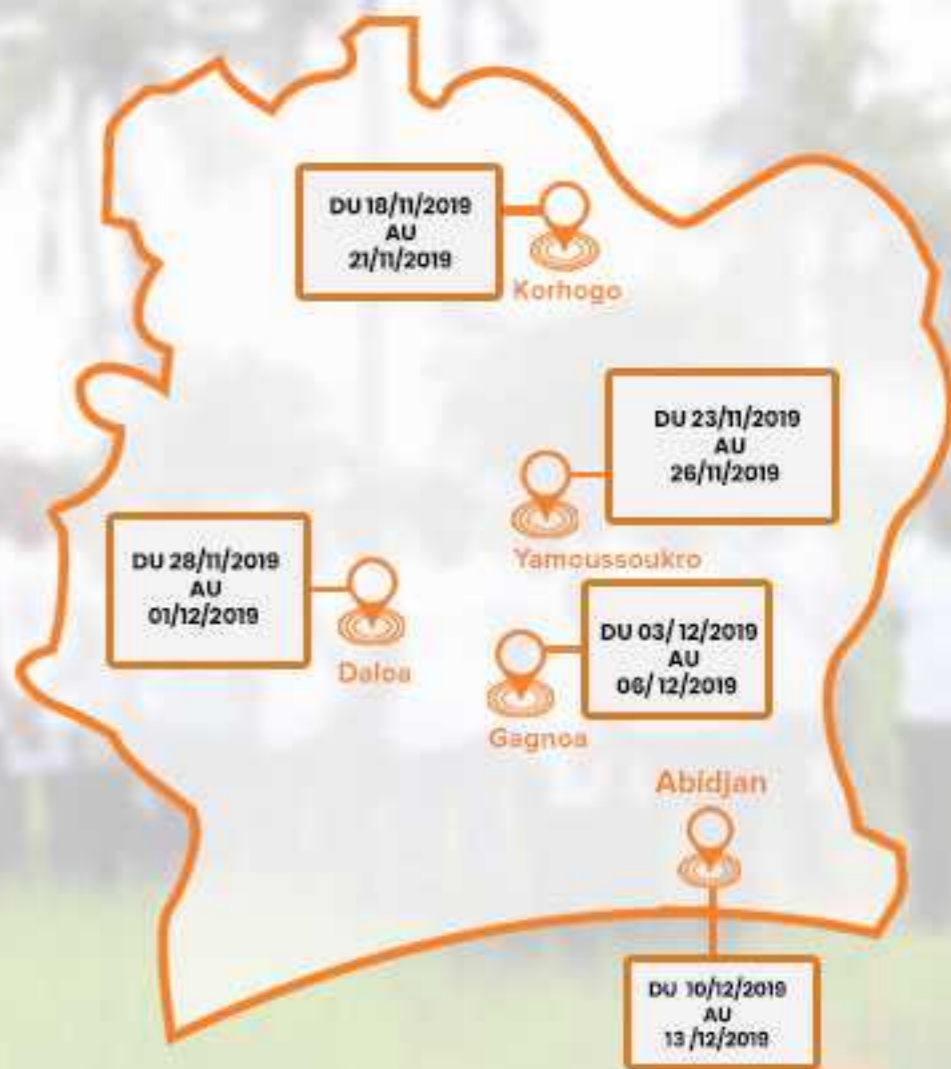 DU 18/11/2019
AU
21/11/2019
Korhogo
DU 23/11/2019
AU
26/11/2019
Yamoussoukro
DU 28/11/2019
AU
01/12/2019
Daloa
DU 03/ 12/2019
AU
06/ 12/2019
Gagnoa
Abidjan
DU 10/12/2019
AU
13 /12/2019